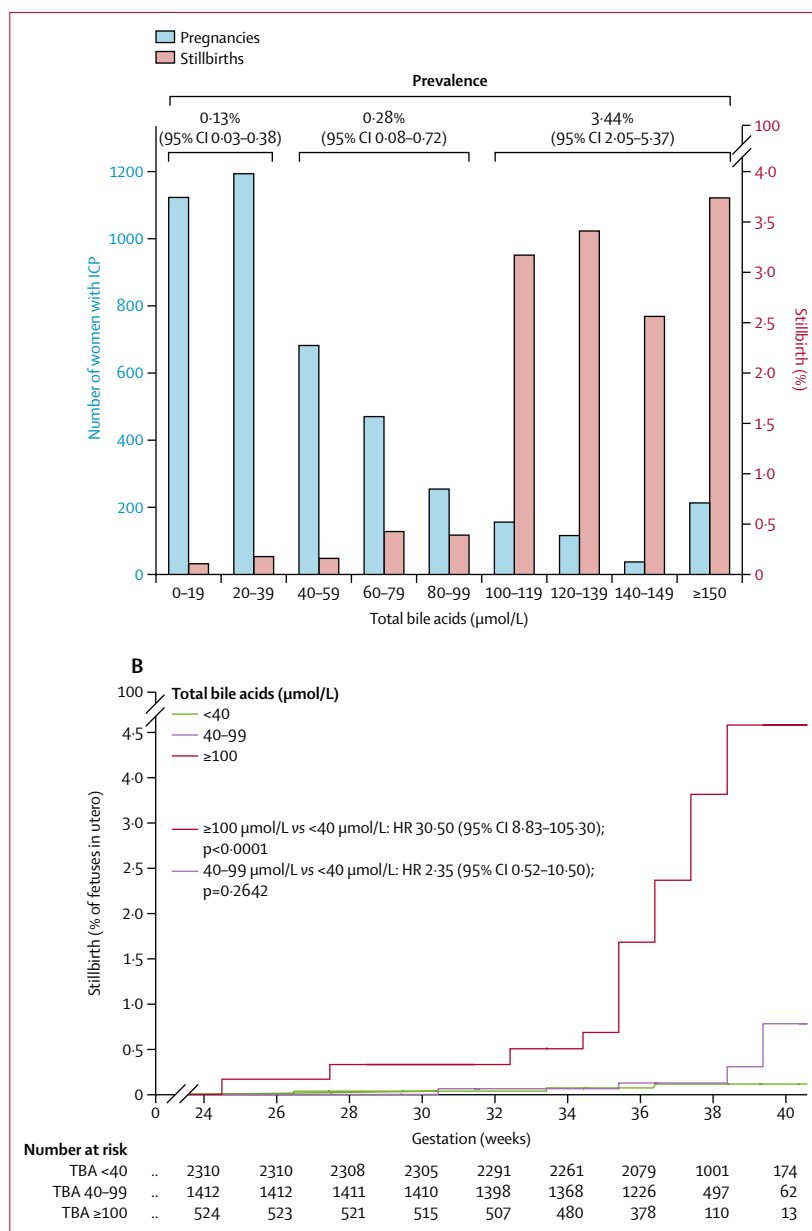 Pregnancies
Stillbirths
Prevalence
0·13%
(95% CI 0·03–0·38)
0·28%
(95% CI 0·08–0·72)
3·44%
(95% CI 2·05–5·37)
Number of women with ICP
1200
1000
800
600
400
200
0
100
4·0
3·5
3·0
2·5
2·0
1·5
1·0
0·5
0
Stillbirth (%)
0–19 20–39 40–59 60–79 80–99 100–119 120–139 140–149 ≥150
Total bile acids (μmol/L)
B
Total bile acids (μmol/L)
<40
40–99
≥100
≥100 μmol/L vs <40 μmol/L: HR 30·50 (95% CI 8·83–105·30);
p<0·0001
40–99 μmol/L vs <40 μmol/L: HR 2·35 (95% CI 0·52–10·50);
p=0·2642
Stillbirth (% of fetuses in utero)
100
4·5
4·0
3·0
2·5
2·0
1·5
1·0
0·5
0
0 24 26 28 30 32 34 36 38 40
Gestation (weeks)
Number at risk
TBA <40 .. 2310 2310 2308 2305 2291 2261 2079 1001 174
TBA 40–99 .. 1412 1412 1411 1410 1398 1368 1226 497 62
TBA ≥100 .. 524 523 521 515 507 480 378 110 13